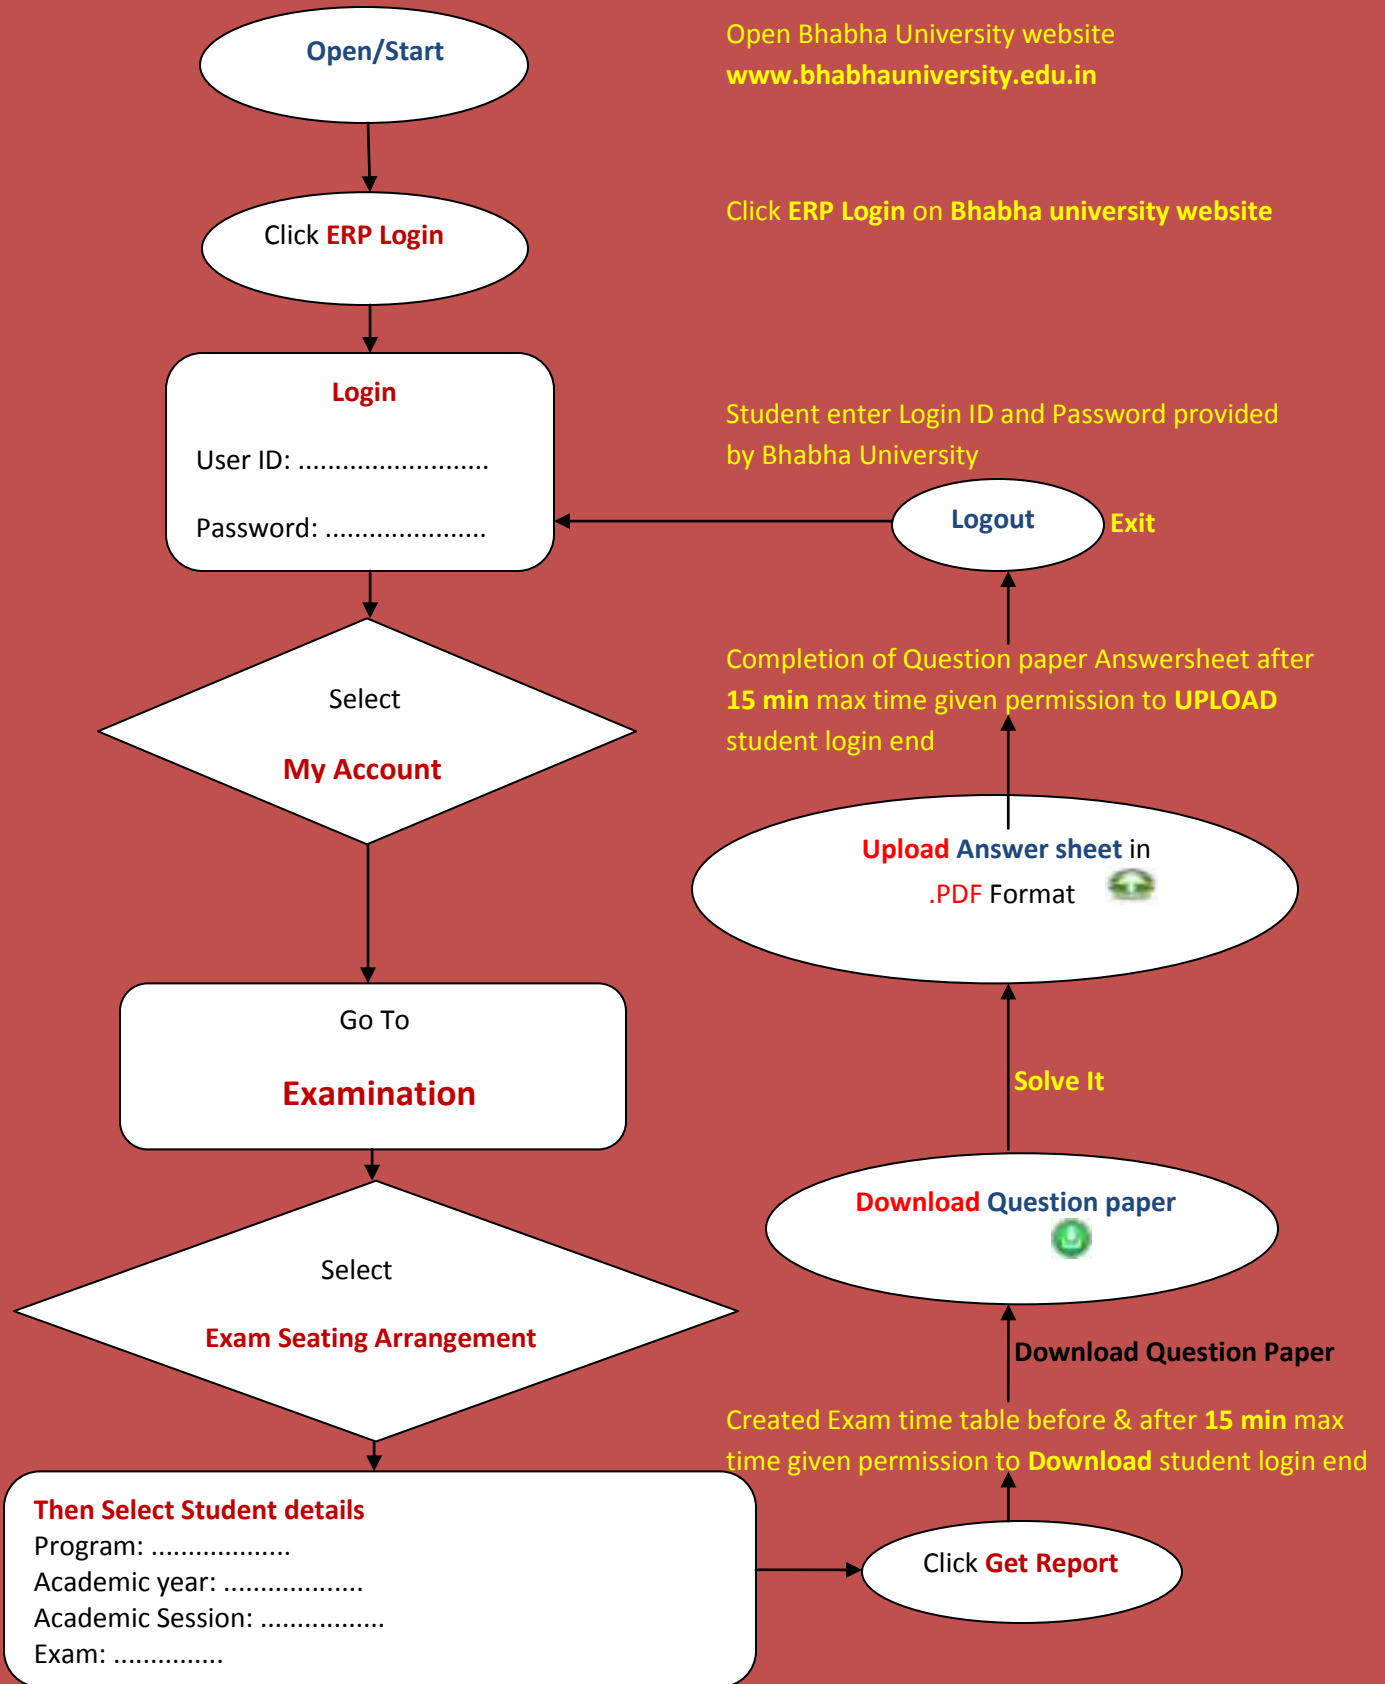 Open/Start
Open Bhabha University website
www.bhabhauniversity.edu.in
Click ERP Login
Click ERP Login on Bhabha university website
Login
User ID: ..........................
Password: ......................
Student enter Login ID and Password provided
by Bhabha University
Logout
Exit
Select
My Account
Completion of Question paper Answersheet after
15 min max time given permission to UPLOAD
student login end
Upload Answer sheet in
.PDF Format
Go To
Examination
Solve It
Download Question paper
Select
Exam Seating Arrangement
Download Question Paper
Created Exam time table before & after 15 min max
time given permission to Download student login end
Then Select Student details
Program: ...................
Academic year: ...................
Academic Session: .................
Exam: ...............
Click Get Report